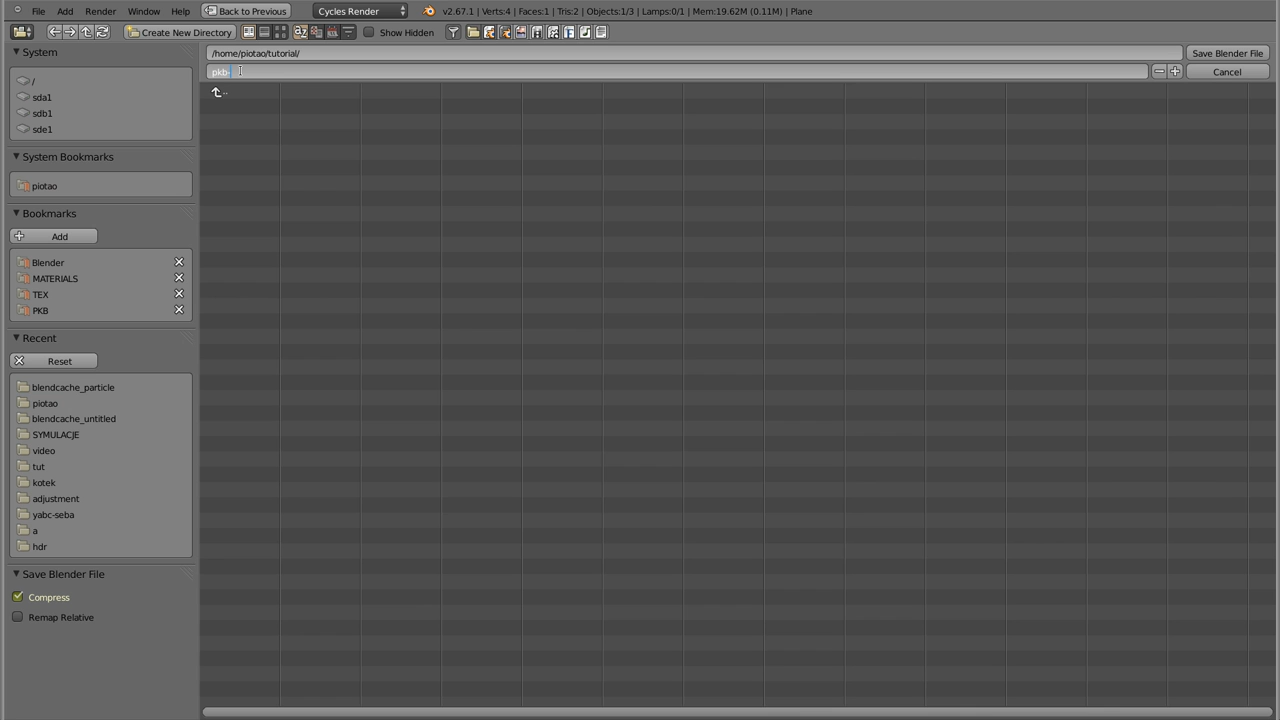 File Add Render Window Help Back to Previous Cycles Render v2.67.1 | Verts:4 | Faces:1 | Tris:2 | Objects:1/3 | Lamps:0/1 | Mem:19.62M (0.11M) | Plane
Create New Directory Show Hidden
System
/
sda1
sdb1
sde1
System Bookmarks
piotao
Bookmarks
Add
Blender
MATERIALS
TEX
PKB
Recent
Reset
blendcache_particle
piotao
blendcache_untitled
SYMULACJE
video
tut
kotek
adjustment
yabc-seba
a
hdr
Save Blender File
Compress
Remap Relative
/home/piotao/tutorial/ Save Blender File
pkb- Cancel
..